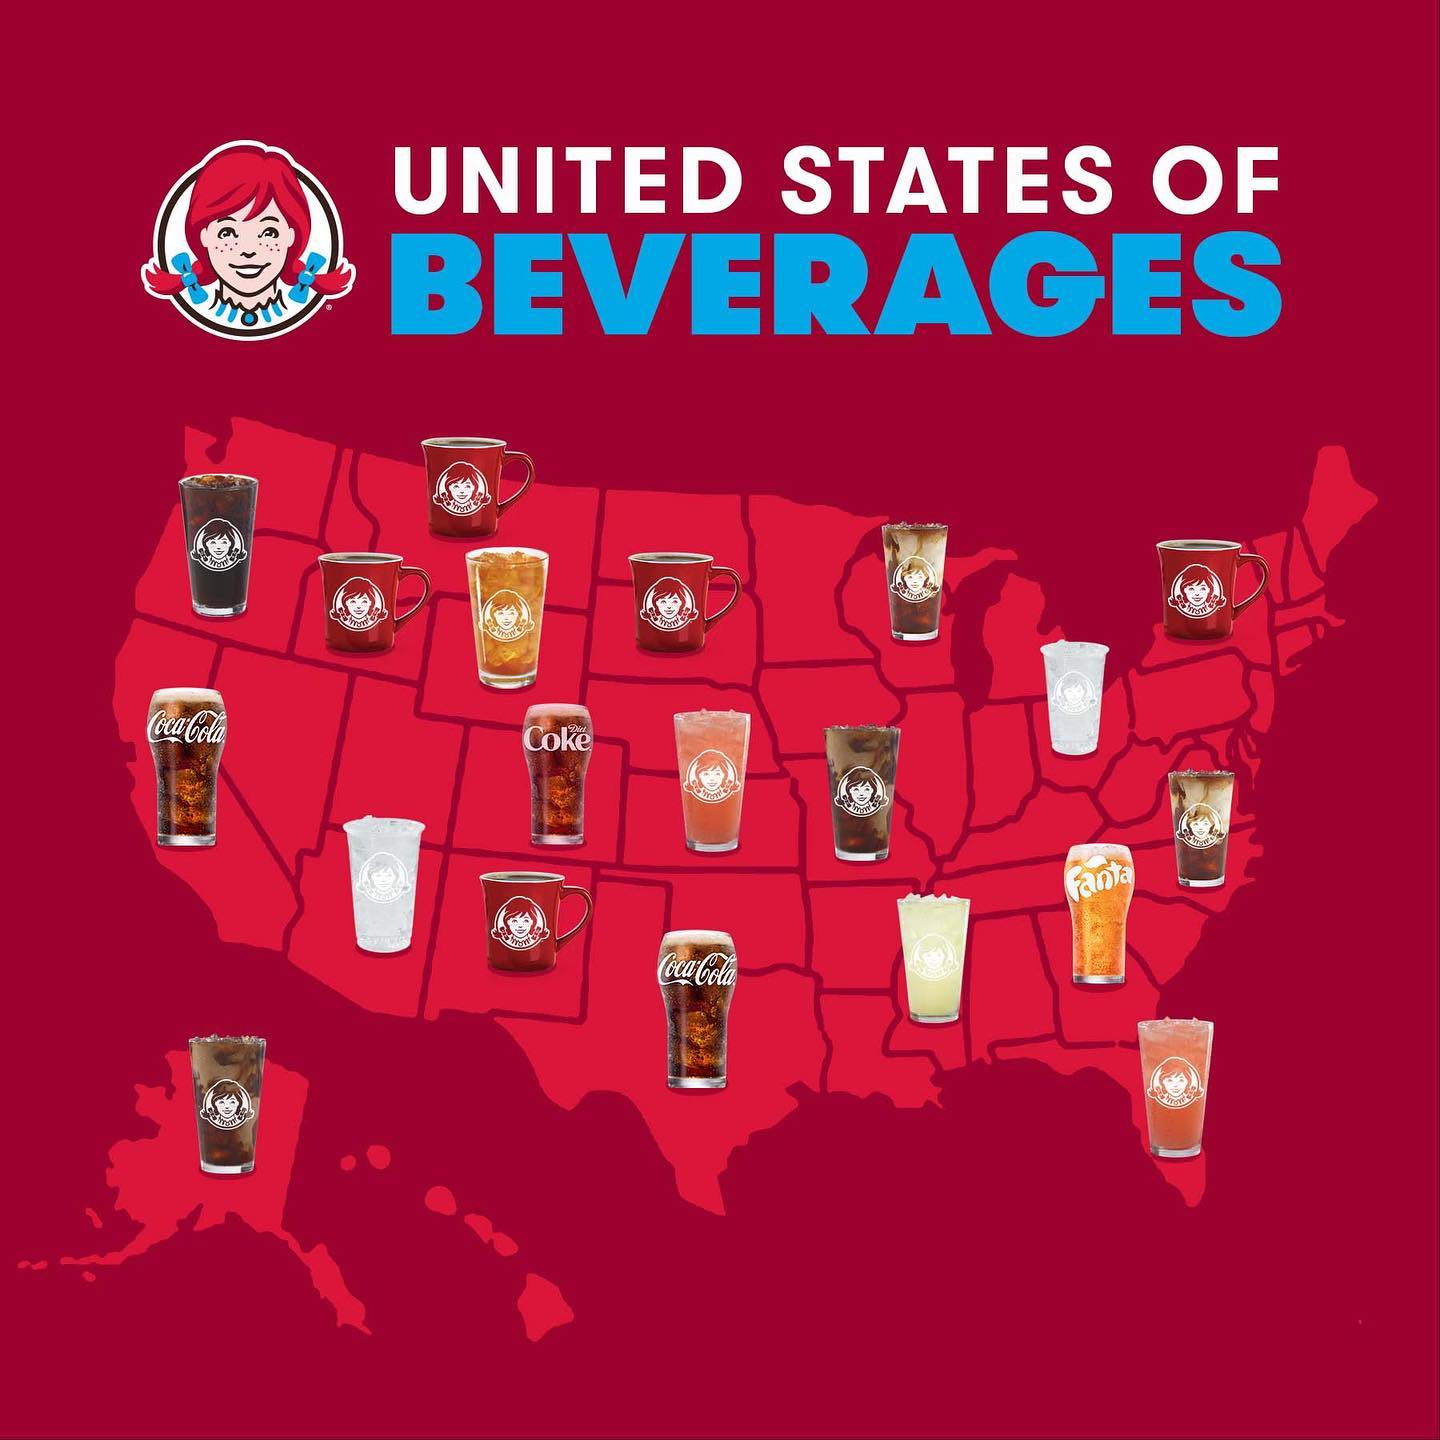 UNITED STATES OF
BEVERAGES
Coca-Cola
Diet
Coke
Fanta
Coca-Cola